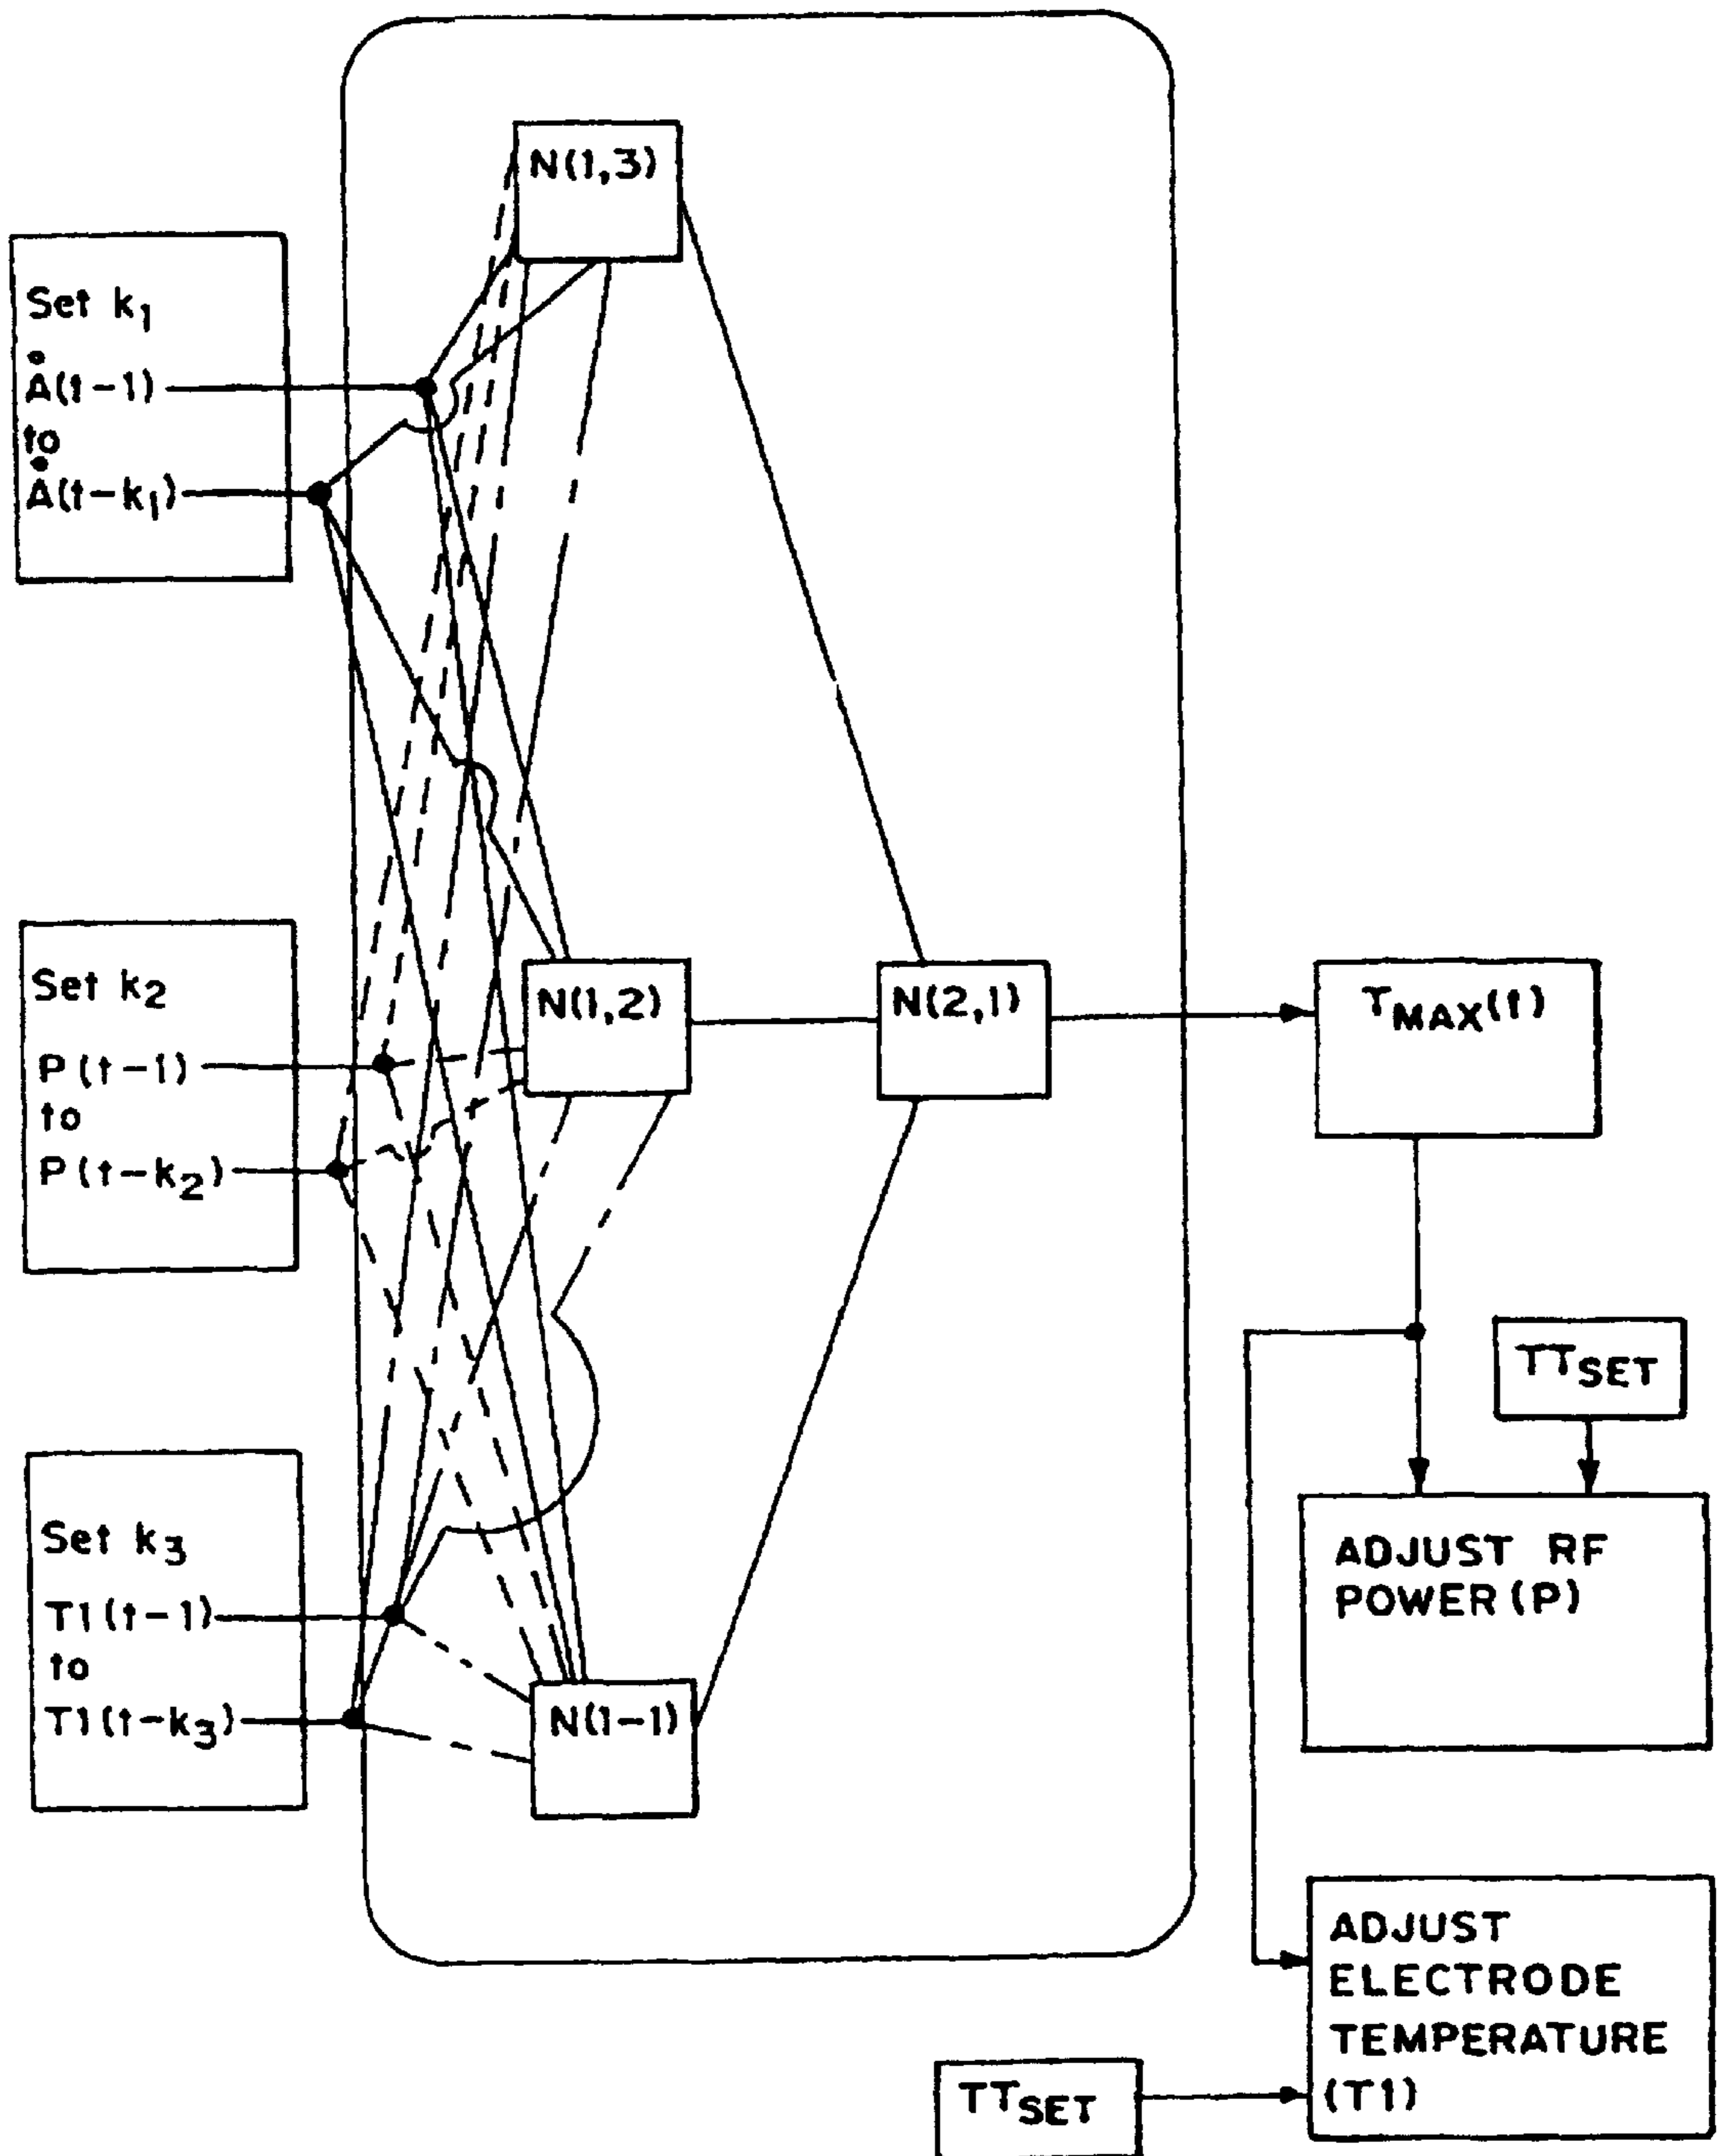 N(1,3)
Set k₁
Ȧ(t-1)
to
Ȧ(t-k₁)
Set k₂
P(t-1)
to
P(t-k₂)
N(1,2)
N(2,1)
TMAX(t)
TTSET
ADJUST RF
POWER(P)
Set k₃
T1(t-1)
to
T1(t-k₃)
N(1-1)
ADJUST
ELECTRODE
TEMPERATURE
(T1)
TTSET